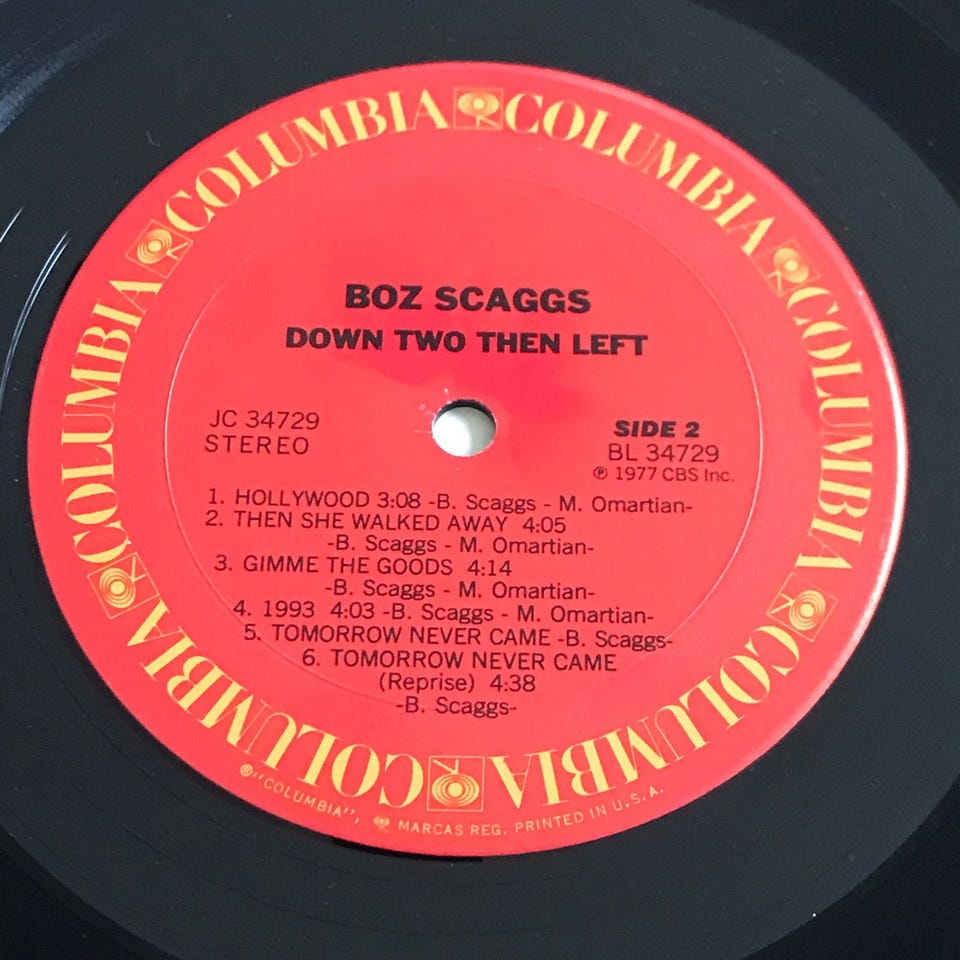 COLUMBIA COLUMBIA COLUMBIA COLUMBIA COLUMBIA COLUMBIA
BOZ SCAGGS
DOWN TWO THEN LEFT
JC 34729
STEREO
SIDE 2
BL 34729
℗ 1977 CBS Inc.
1. HOLLYWOOD 3:08 -B. Scaggs - M. Omartian-
2. THEN SHE WALKED AWAY 4:05
-B. Scaggs - M. Omartian-
3. GIMME THE GOODS 4:14
-B. Scaggs - M. Omartian-
4. 1993 4:03 -B. Scaggs - M. Omartian-
5. TOMORROW NEVER CAME -B. Scaggs-
6. TOMORROW NEVER CAME
(Reprise) 4:38
-B. Scaggs-
®"COLUMBIA", MARCAS REG. PRINTED IN U.S.A.